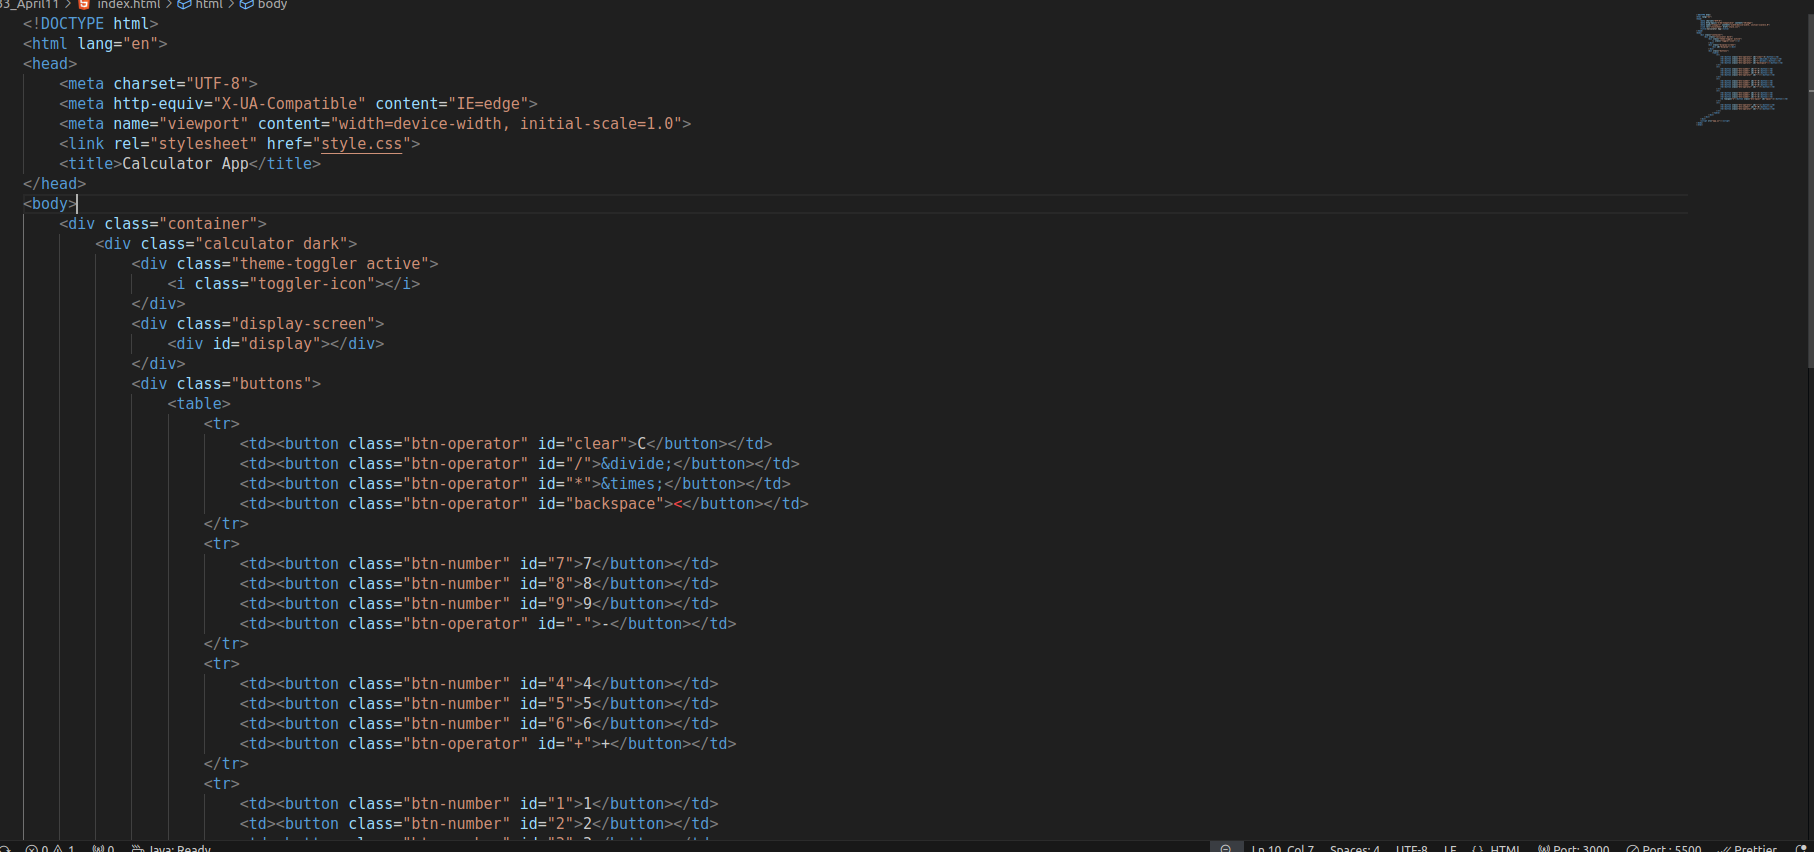 33_April11 > index.html > html > body
<!DOCTYPE html>
<html lang="en">
<head>
<meta charset="UTF-8">
<meta http-equiv="X-UA-Compatible" content="IE=edge">
<meta name="viewport" content="width=device-width, initial-scale=1.0">
<link rel="stylesheet" href="style.css">
<title>Calculator App</title>
</head>
<body>
<div class="container">
<div class="calculator dark">
<div class="theme-toggler active">
<i class="toggler-icon"></i>
</div>
<div class="display-screen">
<div id="display"></div>
</div>
<div class="buttons">
<table>
<tr>
<td><button class="btn-operator" id="clear">C</button></td>
<td><button class="btn-operator" id="/">&divide;</button></td>
<td><button class="btn-operator" id="*">&times;</button></td>
<td><button class="btn-operator" id="backspace"><</button></td>
</tr>
<tr>
<td><button class="btn-number" id="7">7</button></td>
<td><button class="btn-number" id="8">8</button></td>
<td><button class="btn-number" id="9">9</button></td>
<td><button class="btn-operator" id="-">-</button></td>
</tr>
<tr>
<td><button class="btn-number" id="4">4</button></td>
<td><button class="btn-number" id="5">5</button></td>
<td><button class="btn-number" id="6">6</button></td>
<td><button class="btn-operator" id="+">+</button></td>
</tr>
<tr>
<td><button class="btn-number" id="1">1</button></td>
<td><button class="btn-number" id="2">2</button></td>
0 1 0 Java: Ready Ln 10, Col 7 Spaces: 4 UTF-8 LF {} HTML Port: 3000 Port : 5500 Prettier